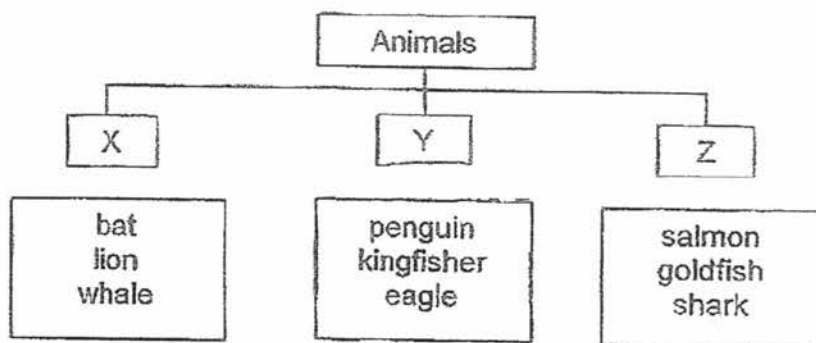 Animals
X
Y
Z
bat
lion
whale
penguin
kingfisher
eagle
salmon
goldfish
shark